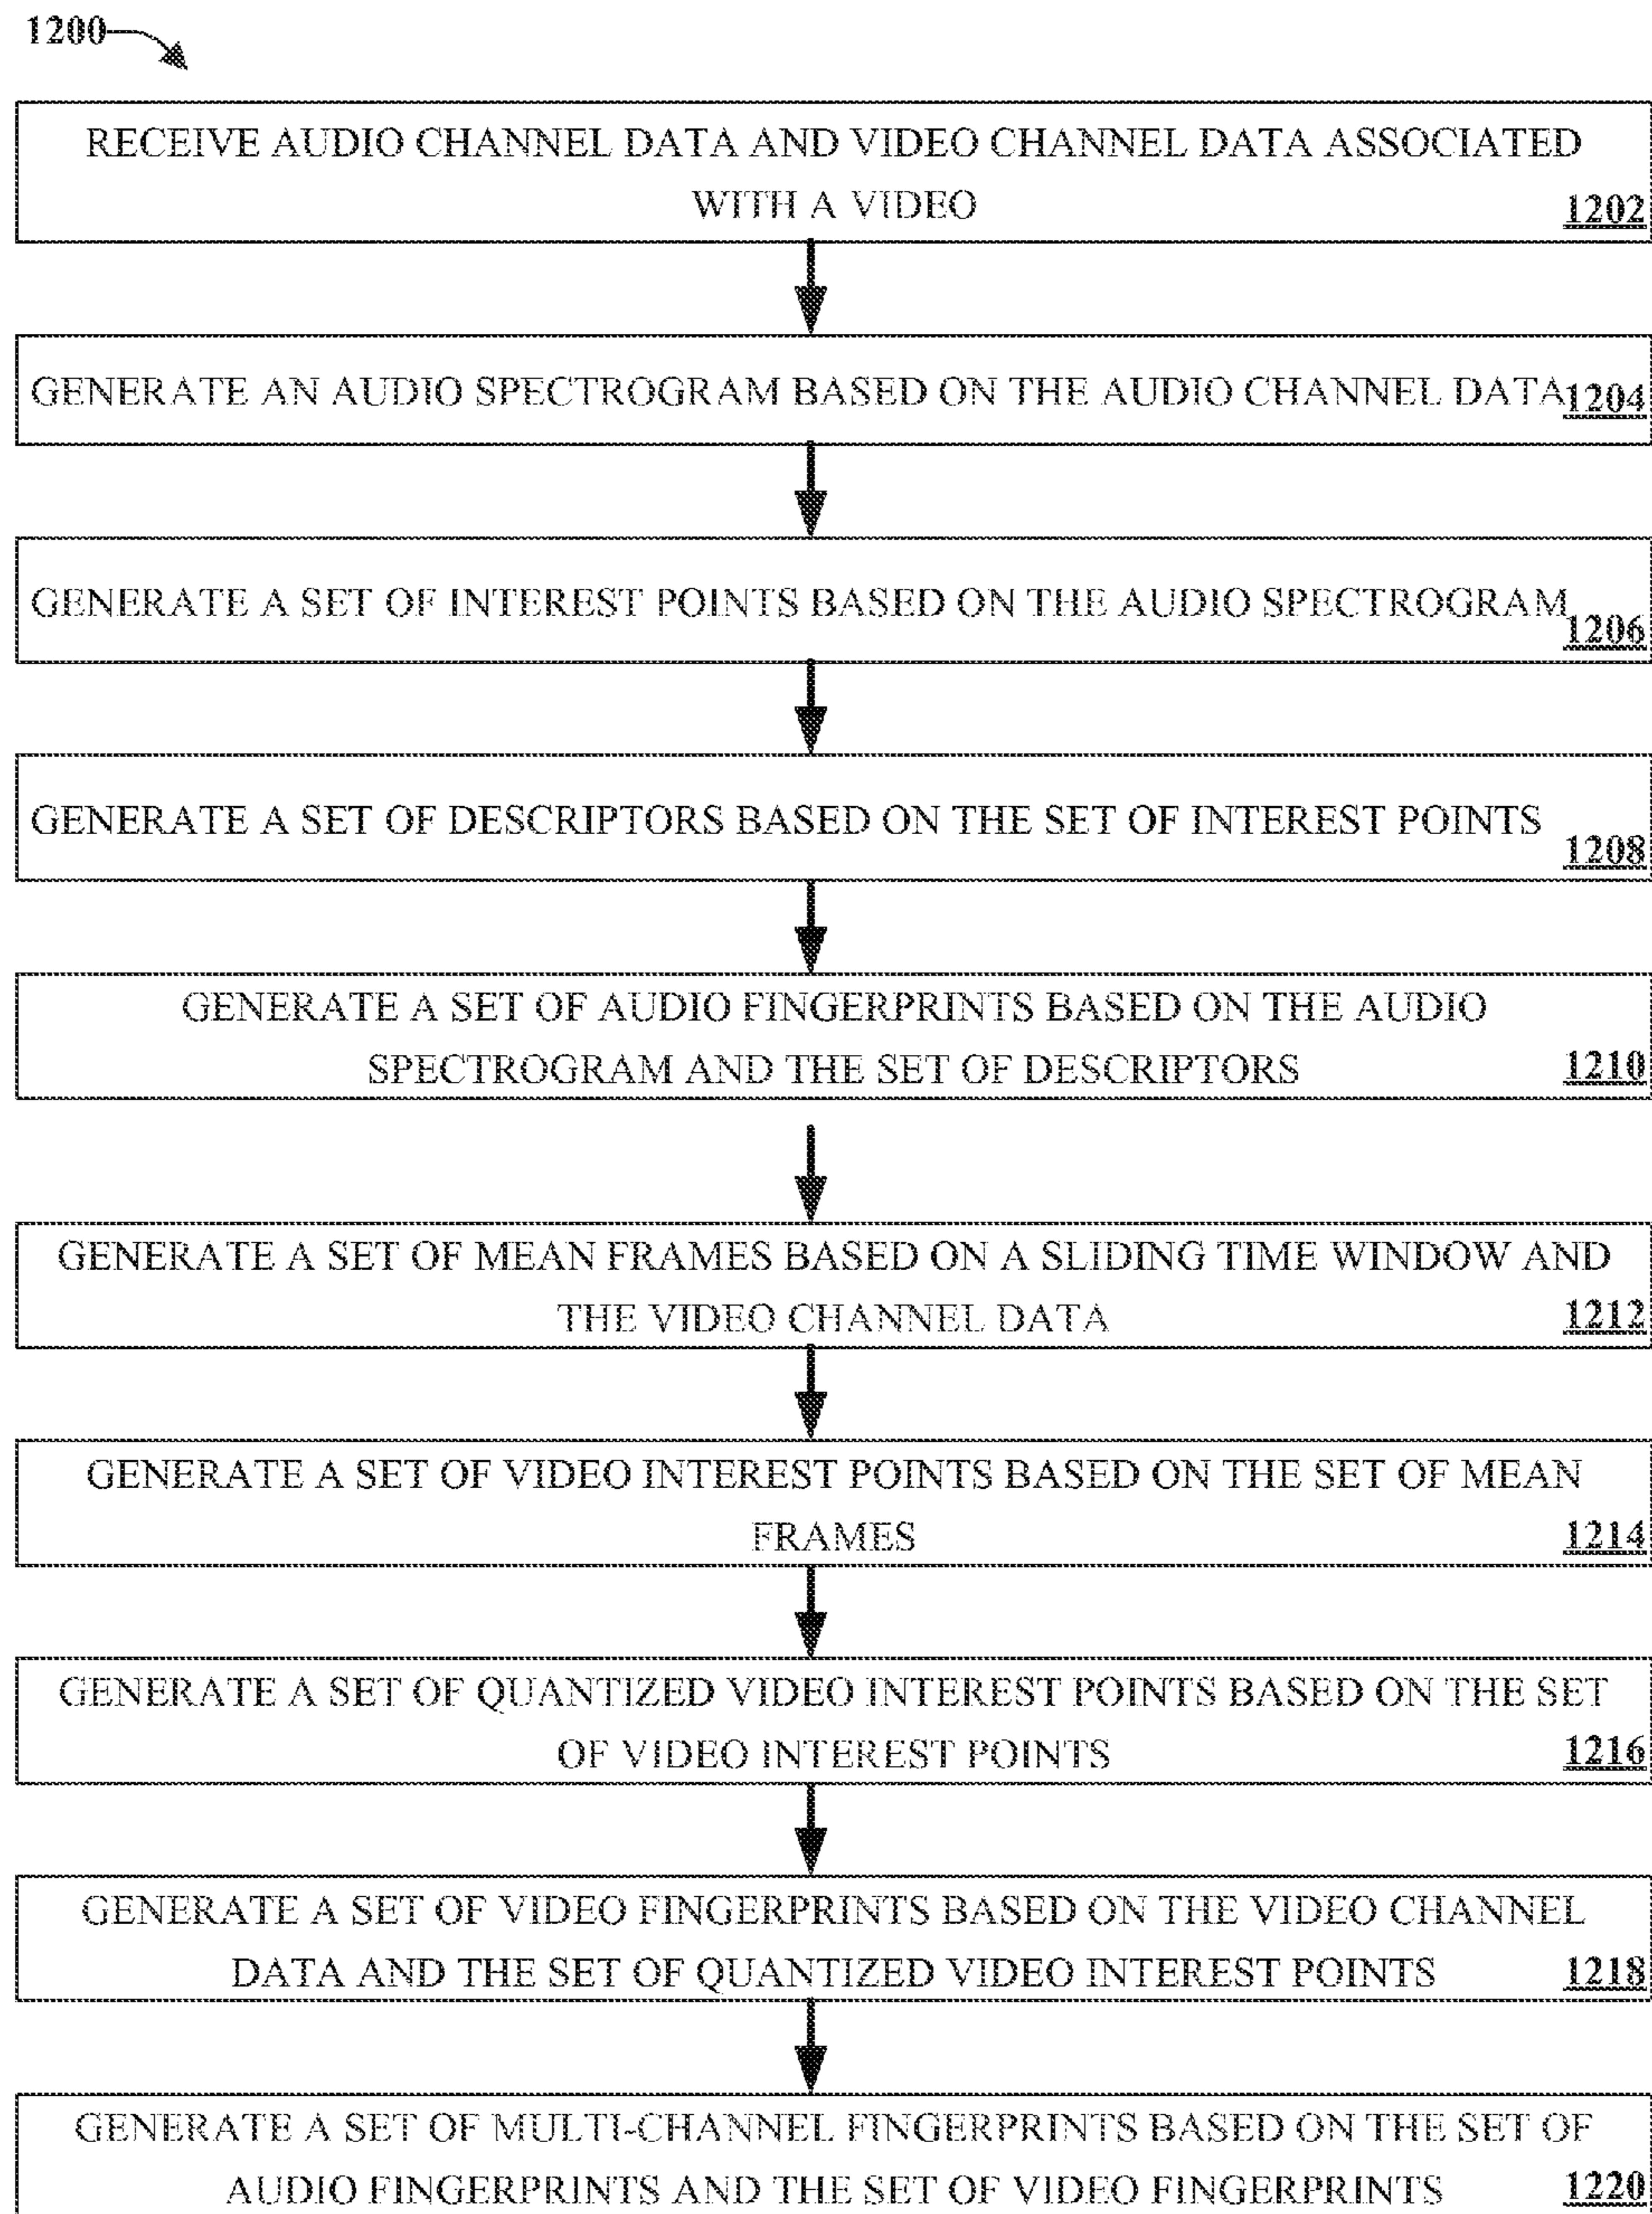 1200
RECEIVE AUDIO CHANNEL DATA AND VIDEO CHANNEL DATA ASSOCIATED
WITH A VIDEO
1202
GENERATE AN AUDIO SPECTROGRAM BASED ON THE AUDIO CHANNEL DATA
1204
GENERATE A SET OF INTEREST POINTS BASED ON THE AUDIO SPECTROGRAM
1206
GENERATE A SET OF DESCRIPTORS BASED ON THE SET OF INTEREST POINTS
1208
GENERATE A SET OF AUDIO FINGERPRINTS BASED ON THE AUDIO
SPECTROGRAM AND THE SET OF DESCRIPTORS
1210
GENERATE A SET OF MEAN FRAMES BASED ON A SLIDING TIME WINDOW AND
THE VIDEO CHANNEL DATA
1212
GENERATE A SET OF VIDEO INTEREST POINTS BASED ON THE SET OF MEAN
FRAMES
1214
GENERATE A SET OF QUANTIZED VIDEO INTEREST POINTS BASED ON THE SET
OF VIDEO INTEREST POINTS
1216
GENERATE A SET OF VIDEO FINGERPRINTS BASED ON THE VIDEO CHANNEL
DATA AND THE SET OF QUANTIZED VIDEO INTEREST POINTS
1218
GENERATE A SET OF MULTI-CHANNEL FINGERPRINTS BASED ON THE SET OF
AUDIO FINGERPRINTS AND THE SET OF VIDEO FINGERPRINTS
1220